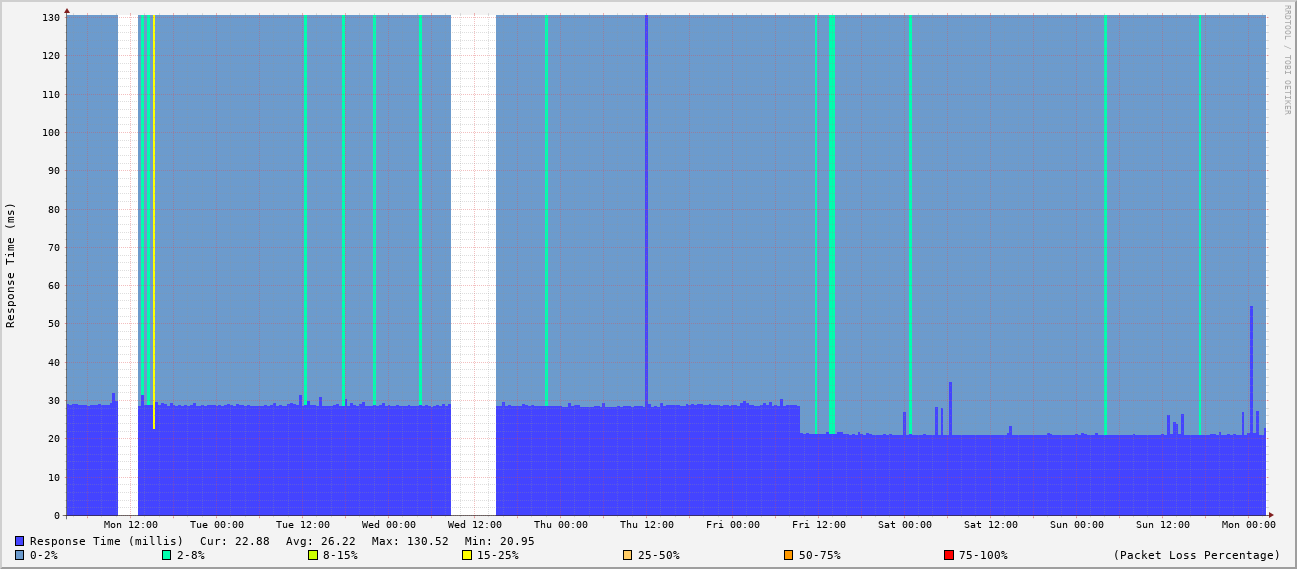 RRDTOOL / TOBI OETIKER
Response Time (ms)
130
120
110
100
90
80
70
60
50
40
30
20
10
0
Mon 12:00 Tue 00:00 Tue 12:00 Wed 00:00 Wed 12:00 Thu 00:00 Thu 12:00 Fri 00:00 Fri 12:00 Sat 00:00 Sat 12:00 Sun 00:00 Sun 12:00 Mon 00:00
Response Time (millis) Cur: 22.88 Avg: 26.22 Max: 130.52 Min: 20.95
0-2% 2-8% 8-15% 15-25% 25-50% 50-75% 75-100% (Packet Loss Percentage)